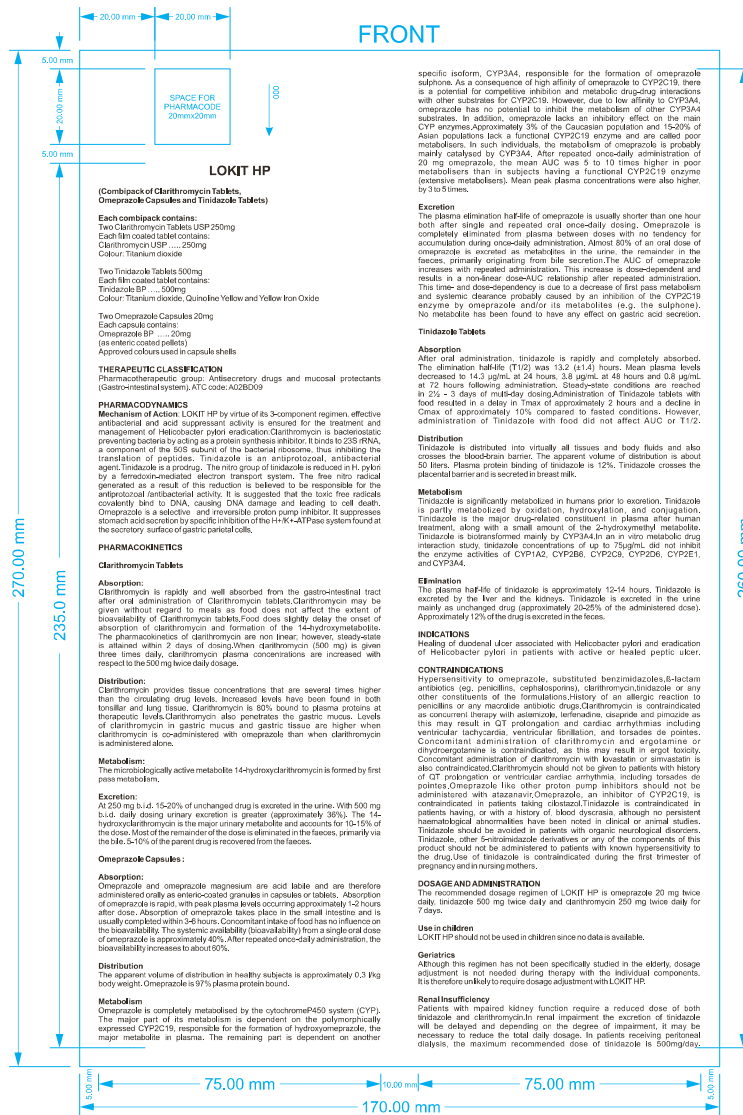 FRONT
20.00 mm
20.00 mm
5.00 mm
20.00 mm
5.00 mm
SPACE FOR
PHARMACODE
20mmx20mm
000
270.00 mm
235.0 mm
LOKIT HP
(Combipack of Clarithromycin Tablets,
Omeprazole Capsules and Tinidazole Tablets)
Each combipack contains:
Two Clarithromycin Tablets USP 250mg
Each film coated tablet contains:
Clarithromycin USP ..... 250mg
Colour: Titanium dioxide
Two Tinidazole Tablets 500mg
Each film coated tablet contains:
Tinidazole BP ..... 500mg
Colour: Titanium dioxide, Quinoline Yellow and Yellow Iron Oxide
Two Omeprazole Capsules 20mg
Each capsule contains:
Omeprazole BP ..... 20mg
(as enteric coated pellets)
Approved colours used in capsule shells
THERAPEUTIC CLASSIFICATION
Pharmacotherapeutic group: Antisecretory drugs and mucosal protectants
(Gastro-intestinal system). ATC code: A02BD09
PHARMACODYNAMICS
Mechanism of Action: LOKIT HP by virtue of its 3-component regimen, effective
antibacterial and acid suppressant activity is ensured for the treatment and
management of Helicobacter pylori eradication:Clarithromycin is bacteriostatic
preventing bacteria by acting as a protein synthesis inhibitor. It binds to 23S rRNA,
a component of the 50S subunit of the bacterial ribosome, thus inhibiting the
translation of peptides. Tinidazole is an antiprotozoal, antibacterial
agent.Tinidazole is a prodrug. The nitro group of tinidazole is reduced in H. pylori
by a ferredoxin-mediated electron transport system. The free nitro radical
generated as a result of this reduction is believed to be responsible for the
antiprotozoal /antibacterial activity. It is suggested that the toxic free radicals
covalently bind to DNA, causing DNA damage and leading to cell death.
Omeprazole is a selective and irreversible proton pump inhibitor. It suppresses
stomach acid secretion by specific inhibition of the H+/K+-ATPase system found at
the secretory surface of gastric parietal cells.
PHARMACOKINETICS
Clarithromycin Tablets
Absorption:
Clarithromycin is rapidly and well absorbed from the gastro-intestinal tract
after oral administration of Clarithromycin tablets.Clarithromycin may be
given without regard to meals as food does not affect the extent of
bioavailability of Clarithromycin tablets.Food does slightly delay the onset of
absorption of clarithromycin and formation of the 14-hydroxymetabolite.
The pharmacokinetics of clarithromycin are non linear; however, steady-state
is attained within 2 days of dosing.When clarithromycin (500 mg) is given
three times daily, clarithromycin plasma concentrations are increased with
respect to the 500 mg twice daily dosage.
Distribution:
Clarithromycin provides tissue concentrations that are several times higher
than the circulating drug levels. Increased levels have been found in both
tonsillar and lung tissue. Clarithromycin is 80% bound to plasma proteins at
therapeutic levels.Clarithromycin also penetrates the gastric mucus. Levels
of clarithromycin in gastric mucus and gastric tissue are higher when
clarithromycin is co-administered with omeprazole than when clarithromycin
is administered alone.
Metabolism:
The microbiologically active metabolite 14-hydroxyclarithromycin is formed by first
pass metabolism.
Excretion:
At 250 mg b.i.d. 15-20% of unchanged drug is excreted in the urine. With 500 mg
b.i.d. daily dosing urinary excretion is greater (approximately 36%). The 14-
hydroxyclarithromycin is the major urinary metabolite and accounts for 10-15% of
the dose. Most of the remainder of the dose is eliminated in the faeces, primarily via
the bile. 5-10% of the parent drug is recovered from the faeces.
Omeprazole Capsules :
Absorption:
Omeprazole and omeprazole magnesium are acid labile and are therefore
administered orally as enteric-coated granules in capsules or tablets. Absorption
of omeprazole is rapid, with peak plasma levels occurring approximately 1-2 hours
after dose. Absorption of omeprazole takes place in the small intestine and is
usually completed within 3-6 hours. Concomitant intake of food has no influence on
the bioavailability. The systemic availability (bioavailability) from a single oral dose
of omeprazole is approximately 40%. After repeated once-daily administration, the
bioavailability increases to about 60%.
Distribution
The apparent volume of distribution in healthy subjects is approximately 0.3 l/kg
body weight. Omeprazole is 97% plasma protein bound.
Metabolism
Omeprazole is completely metabolised by the cytochromeP450 system (CYP).
The major part of its metabolism is dependent on the polymorphically
expressed CYP2C19, responsible for the formation of hydroxyomeprazole, the
major metabolite in plasma. The remaining part is dependent on another
specific isoform, CYP3A4, responsible for the formation of omeprazole
sulphone. As a consequence of high affinity of omeprazole to CYP2C19, there
is a potential for competitive inhibition and metabolic drug-drug interactions
with other substrates for CYP2C19. However, due to low affinity to CYP3A4,
omeprazole has no potential to inhibit the metabolism of other CYP3A4
substrates. In addition, omeprazole lacks an inhibitory effect on the main
CYP enzymes.Approximately 3% of the Caucasian population and 15-20% of
Asian populations lack a functional CYP2C19 enzyme and are called poor
metabolisers. In such individuals, the metabolism of omeprazole is probably
mainly catalysed by CYP3A4. After repeated once-daily administration of
20 mg omeprazole, the mean AUC was 5 to 10 times higher in poor
metabolisers than in subjects having a functional CYP2C19 enzyme
(extensive metabolisers). Mean peak plasma concentrations were also higher,
by 3 to 5 times.
Excretion
The plasma elimination half-life of omeprazole is usually shorter than one hour
both after single and repeated oral once-daily dosing. Omeprazole is
completely eliminated from plasma between doses with no tendency for
accumulation during once-daily administration. Almost 80% of an oral dose of
omeprazole is excreted as metabolites in the urine, the remainder in the
faeces, primarily originating from bile secretion.The AUC of omeprazole
increases with repeated administration. This increase is dose-dependent and
results in a non-linear dose-AUC relationship after repeated administration.
This time- and dose-dependency is due to a decrease of first pass metabolism
and systemic clearance probably caused by an inhibition of the CYP2C19
enzyme by omeprazole and/or its metabolites (e.g. the sulphone).
No metabolite has been found to have any effect on gastric acid secretion.
Tinidazole Tablets
Absorption
After oral administration, tinidazole is rapidly and completely absorbed.
The elimination half-life (T1/2) was 13.2 (±1.4) hours. Mean plasma levels
decreased to 14.3 µg/mL at 24 hours, 3.8 µg/mL at 48 hours and 0.8 µg/mL
at 72 hours following administration. Steady-state conditions are reached
in 2½ - 3 days of multi-day dosing.Administration of Tinidazole tablets with
food resulted in a delay in Tmax of approximately 2 hours and a decline in
Cmax of approximately 10% compared to fasted conditions. However,
administration of Tinidazole with food did not affect AUC or T1/2.
Distribution
Tinidazole is distributed into virtually all tissues and body fluids and also
crosses the blood-brain barrier. The apparent volume of distribution is about
50 liters. Plasma protein binding of tinidazole is 12%. Tinidazole crosses the
placental barrier and is secreted in breast milk.
Metabolism
Tinidazole is significantly metabolized in humans prior to excretion. Tinidazole
is partly metabolized by oxidation, hydroxylation, and conjugation.
Tinidazole is the major drug-related constituent in plasma after human
treatment, along with a small amount of the 2-hydroxymethyl metabolite.
Tinidazole is biotransformed mainly by CYP3A4.In an in vitro metabolic drug
interaction study, tinidazole concentrations of up to 75µg/mL did not inhibit
the enzyme activities of CYP1A2, CYP2B6, CYP2C9, CYP2D6, CYP2E1,
and CYP3A4.
Elimination
The plasma half-life of tinidazole is approximately 12-14 hours. Tinidazole is
excreted by the liver and the kidneys. Tinidazole is excreted in the urine
mainly as unchanged drug (approximately 20-25% of the administered dose).
Approximately 12% of the drug is excreted in the feces.
INDICATIONS
Healing of duodenal ulcer associated with Helicobacter pylori and eradication
of Helicobacter pylori in patients with active or healed peptic ulcer.
CONTRAINDICATIONS
Hypersensitivity to omeprazole, substituted benzimidazoles,ß-lactam
antibiotics (eg. penicillins, cephalosporins), clarithromycin,tinidazole or any
other constituents of the formulations.History of an allergic reaction to
penicillins or any macrolide antibiotic drugs.Clarithromycin is contraindicated
as concurrent therapy with astemizole, terfenadine, cisapride and pimozide as
this may result in QT prolongation and cardiac arrhythmias including
ventricular tachycardia, ventricular fibrillation, and torsades de pointes.
Concomitant administration of clarithromycin and ergotamine or
dihydroergotamine is contraindicated, as this may result in ergot toxicity.
Concomitant administration of clarithromycin with lovastatin or simvastatin is
also contraindicated.Clarithromycin should not be given to patients with history
of QT prolongation or ventricular cardiac arrhythmia, including torsades de
pointes.Omeprazole like other proton pump inhibitors should not be
administered with atazanavir.Omeprazole, an inhibitor of CYP2C19, is
contraindicated in patients taking cilostazol.Tinidazole is contraindicated in
patients having, or with a history of, blood dyscrasia, although no persistent
haematological abnormalities have been noted in clinical or animal studies.
Tinidazole should be avoided in patients with organic neurological disorders.
Tinidazole, other 5-nitroimidazole derivatives or any of the components of this
product should not be administered to patients with known hypersensitivity to
the drug.Use of tinidazole is contraindicated during the first trimester of
pregnancy and in nursing mothers.
DOSAGE AND ADMINISTRATION
The recommended dosage regimen of LOKIT HP is omeprazole 20 mg twice
daily, tinidazole 500 mg twice daily and clarithromycin 250 mg twice daily for
7 days.
Use in children
LOKIT HP should not be used in children since no data is available.
Geriatrics
Although this regimen has not been specifically studied in the elderly, dosage
adjustment is not needed during therapy with the individual components.
It is therefore unlikely to require dosage adjustment with LOKIT HP.
Renal Insufficiency
Patients with mpaired kidney function require a reduced dose of both
tinidazole and clarithromycin.In renal impairment the excretion of tinidazole
will be delayed and depending on the degree of impairment, it may be
necessary to reduce the total daily dosage. In patients receiving peritoneal
dialysis, the maximum recommended dose of tinidazole is 500mg/day.
5.00 mm
75.00 mm
10.00 mm
75.00 mm
5.00 mm
170.00 mm